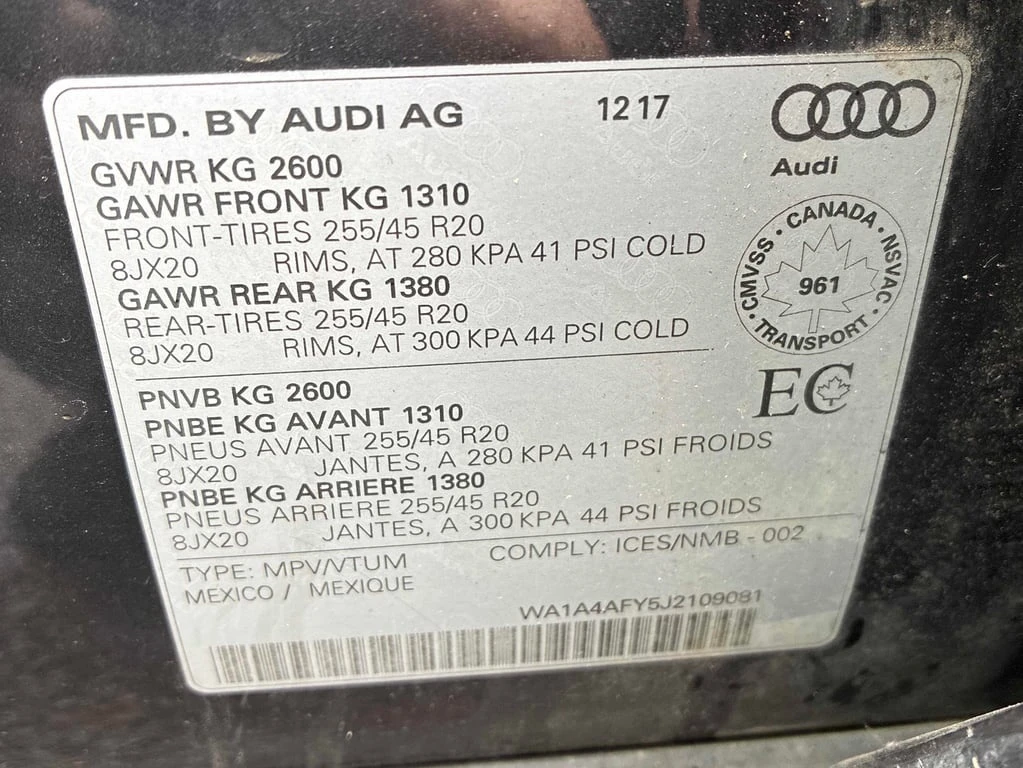 MFD. BY AUDI AG 12 17
Audi
GVWR KG 2600
GAWR FRONT KG 1310
FRONT-TIRES 255/45 R20
8JX20 RIMS, AT 280 KPA 41 PSI COLD
GAWR REAR KG 1380
REAR-TIRES 255/45 R20
8JX20 RIMS, AT 300 KPA 44 PSI COLD
CMVSS · CANADA · NSVAC · TRANSPORT ·
961
EC
PNVB KG 2600
PNBE KG AVANT 1310
PNEUS AVANT 255/45 R20
8JX20 JANTES, A 280 KPA 41 PSI FROIDS
PNBE KG ARRIERE 1380
PNEUS ARRIERE 255/45 R20
8JX20 JANTES, A 300 KPA 44 PSI FROIDS
TYPE: MPV/VTUM COMPLY: ICES/NMB - 002
MEXICO / MEXIQUE
WA1A4AFY5J2109081